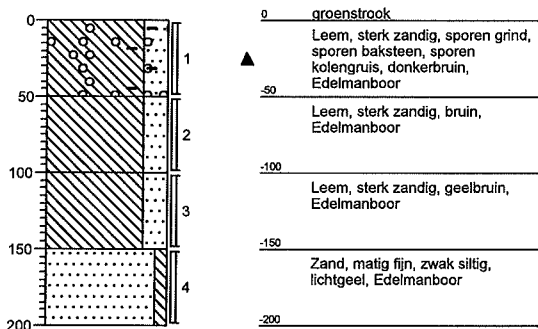 0
0 groenstrook
Leem, sterk zandig, sporen grind,
sporen baksteen, sporen
kolengruis, donkerbruin,
Edelmanboor
1
50
-50
Leem, sterk zandig, bruin,
Edelmanboor
2
100
-100
Leem, sterk zandig, geelbruin,
Edelmanboor
3
150
-150
Zand, matig fijn, zwak siltig,
lichtgeel, Edelmanboor
4
200
-200